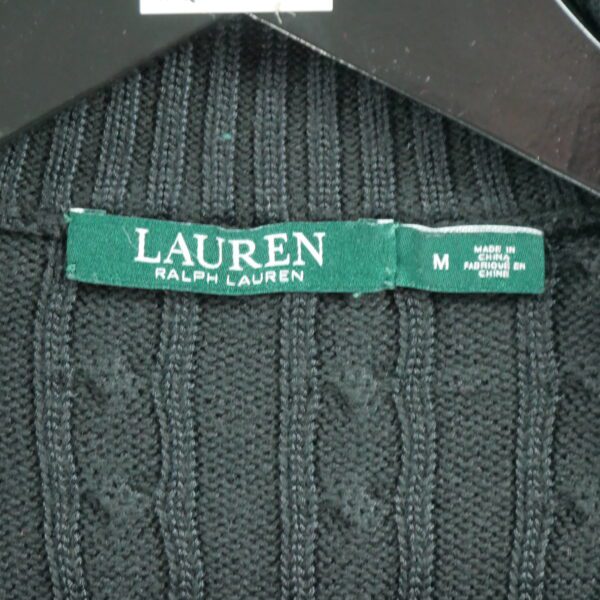 LAUREN
RALPH LAUREN
M
MADE IN
CHINA
FABRIQUÉ EN
CHINE